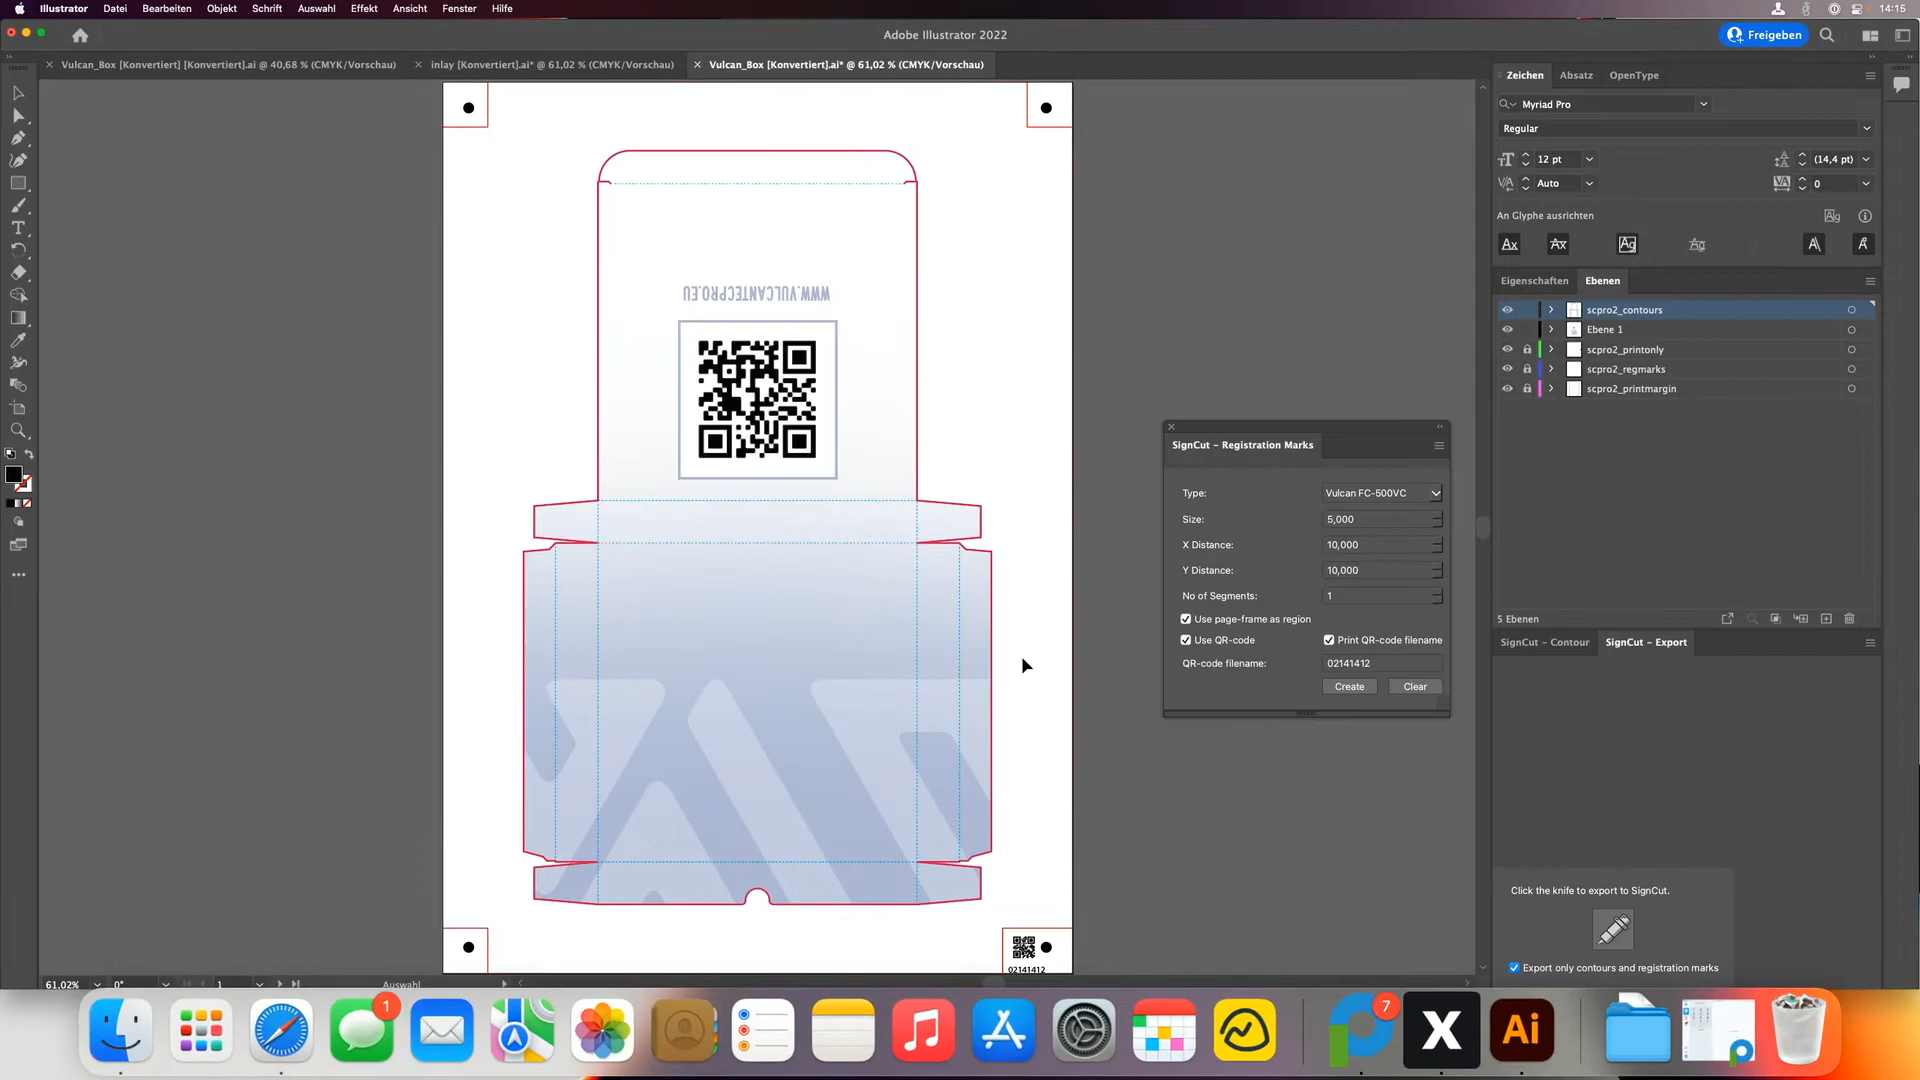 Illustrator Datei Bearbeiten Objekt Schrift Auswahl Effekt Ansicht Fenster Hilfe 14:15
Adobe Illustrator 2022
Freigeben
Vulcan_Box [Konvertiert] [Konvertiert].ai @ 40,68 % (CMYK/Vorschau)
inlay [Konvertiert].ai* @ 61,02 % (CMYK/Vorschau)
Vulcan_Box [Konvertiert].ai* @ 61,02 % (CMYK/Vorschau)
Zeichen Absatz OpenType
Myriad Pro
Regular
12 pt (14,4 pt)
Auto 0
An Glyphe ausrichten
Eigenschaften Ebenen
scpro2_contours
Ebene 1
scpro2_printonly
scpro2_regmarks
scpro2_printmargin
5 Ebenen
SignCut – Contour SignCut – Export
Click the knife to export to SignCut.
Export only contours and registration marks
WWW.VULCANTECPRO.EU
SignCut – Registration Marks
Type: Vulcan FC-500VC
Size: 5,000
X Distance: 10,000
Y Distance: 10,000
No of Segments: 1
Use page-frame as region
Use QR-code Print QR-code filename
QR-code filename: 02141412
Create Clear
02141412
61,02% 0° 1 Auswahl
1
7
Ai